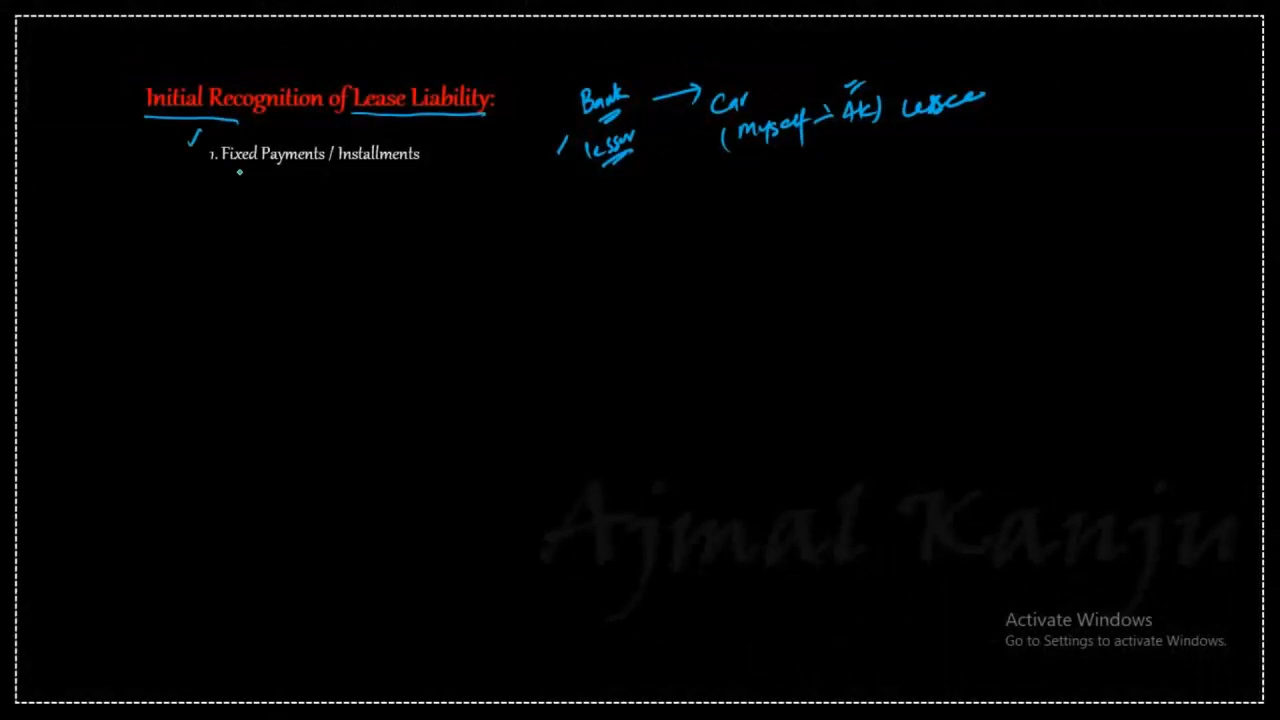 Initial Recognition of Lease Liability:
1. Fixed Payments / Installments
Bank → Car
lessor
(Myself - AK) lessee
Ajmal Kanju
Activate Windows
Go to Settings to activate Windows.